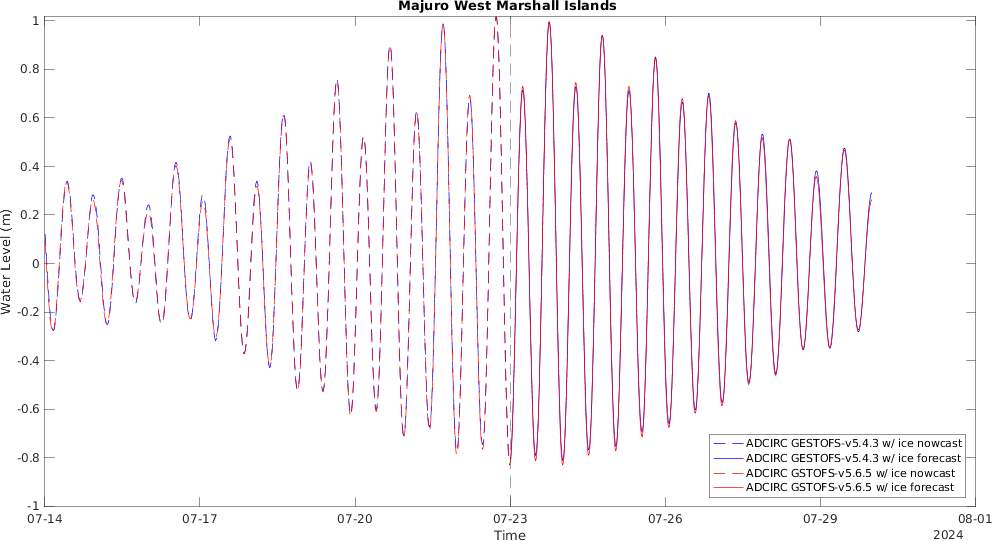 Majuro West Marshall Islands
1
0.8
0.6
0.4
0.2
0
-0.2
-0.4
-0.6
-0.8
-1
Water Level (m)
07-14
07-17
07-20
07-23
07-26
07-29
08-01
Time
2024
ADCIRC GESTOFS-v5.4.3 w/ ice nowcast
ADCIRC GESTOFS-v5.4.3 w/ ice forecast
ADCIRC GSTOFS-v5.6.5 w/ ice nowcast
ADCIRC GSTOFS-v5.6.5 w/ ice forecast